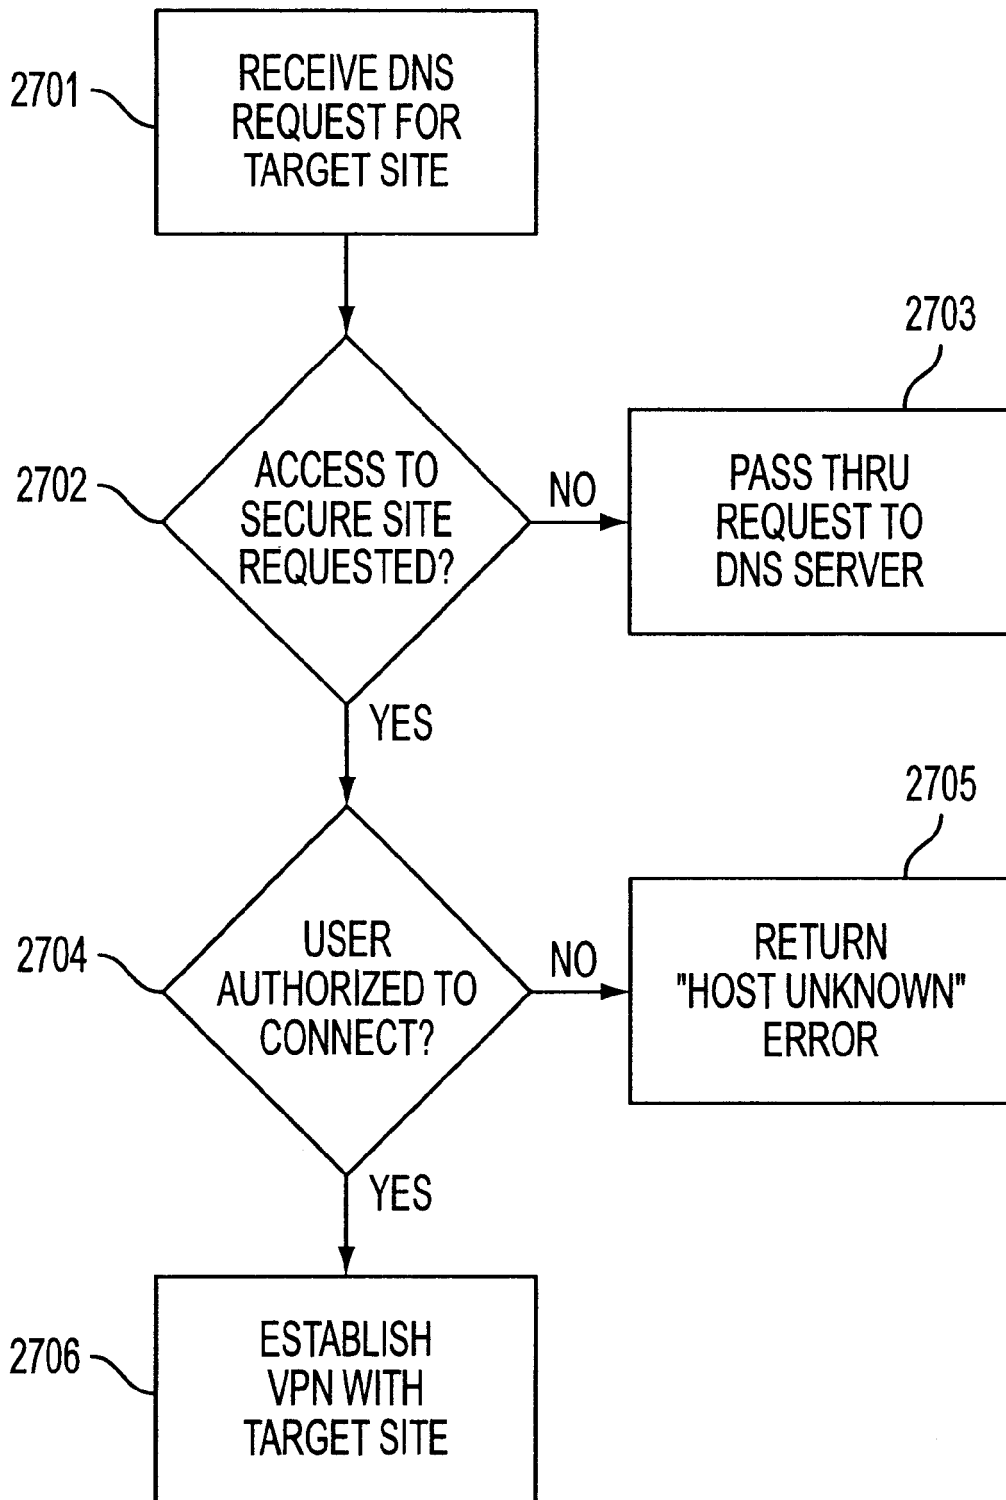 2701
RECEIVE DNS
REQUEST FOR
TARGET SITE
2702
ACCESS TO
SECURE SITE
REQUESTED?
NO
2703
PASS THRU
REQUEST TO
DNS SERVER
YES
2704
USER
AUTHORIZED TO
CONNECT?
NO
2705
RETURN
"HOST UNKNOWN"
ERROR
YES
2706
ESTABLISH
VPN WITH
TARGET SITE